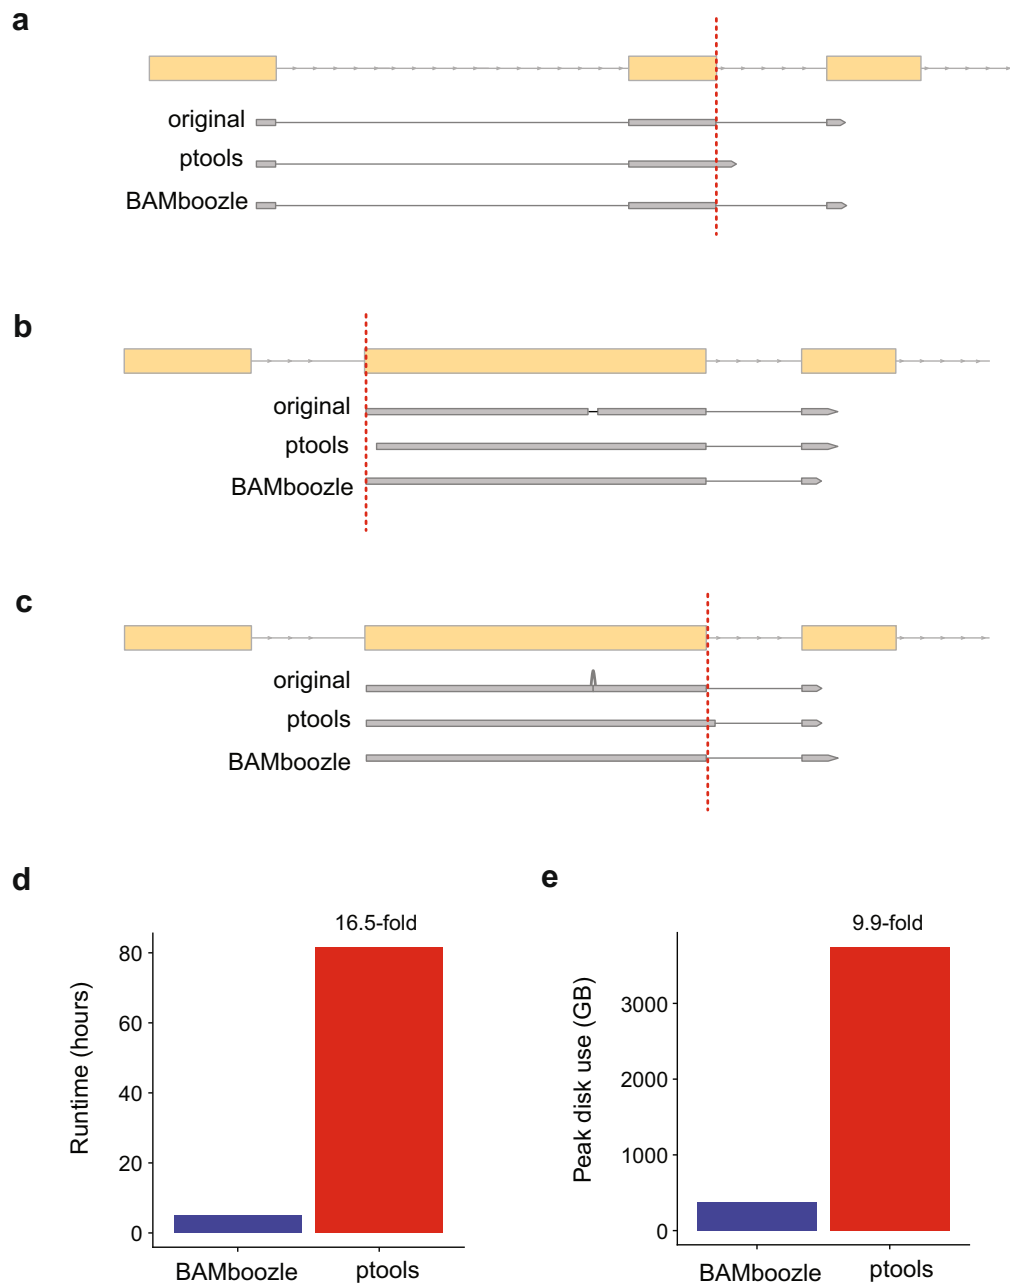 a
original
ptools
BAMboozle
b
original
ptools
BAMboozle
c
original
ptools
BAMboozle
d
16.5-fold
Runtime (hours)
80
60
40
20
0
BAMboozle
ptools
e
9.9-fold
Peak disk use (GB)
3000
2000
1000
0
BAMboozle
ptools